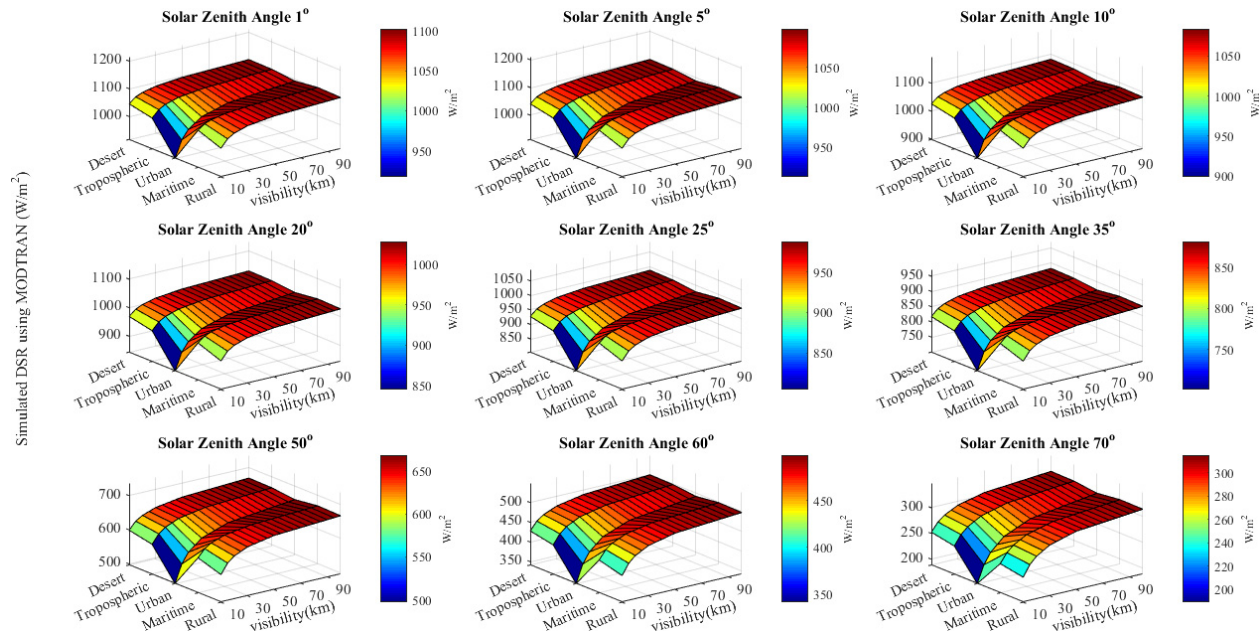 Simulated DSR using MODTRAN (W/m²)
Solar Zenith Angle 1°
1200
1100
1000
Desert
Tropospheric
Urban
Maritime
Rural
10
30
50
70
90
visibility(km)
1100
1050
1000
950
W/m²
Solar Zenith Angle 5°
1200
1100
1000
Desert
Tropospheric
Urban
Maritime
Rural
10
30
50
70
90
visibility(km)
1050
1000
950
W/m²
Solar Zenith Angle 10°
1100
1000
900
Desert
Tropospheric
Urban
Maritime
Rural
10
30
50
70
90
visibility(km)
1050
1000
950
900
W/m²
Solar Zenith Angle 20°
1100
1000
900
Desert
Tropospheric
Urban
Maritime
Rural
10
30
50
70
90
visibility(km)
1000
950
900
850
W/m²
Solar Zenith Angle 25°
1050
1000
950
900
850
Desert
Tropospheric
Urban
Maritime
Rural
10
30
50
70
90
visibility(km)
950
900
850
W/m²
Solar Zenith Angle 35°
950
900
850
800
750
Desert
Tropospheric
Urban
Maritime
Rural
10
30
50
70
90
visibility(km)
850
800
750
W/m²
Solar Zenith Angle 50°
700
600
500
Desert
Tropospheric
Urban
Maritime
Rural
10
30
50
70
90
visibility(km)
650
600
550
500
W/m²
Solar Zenith Angle 60°
500
450
400
350
Desert
Tropospheric
Urban
Maritime
Rural
10
30
50
70
90
visibility(km)
450
400
350
W/m²
Solar Zenith Angle 70°
300
250
200
Desert
Tropospheric
Urban
Maritime
Rural
10
30
50
70
90
visibility(km)
300
280
260
240
220
200
W/m²